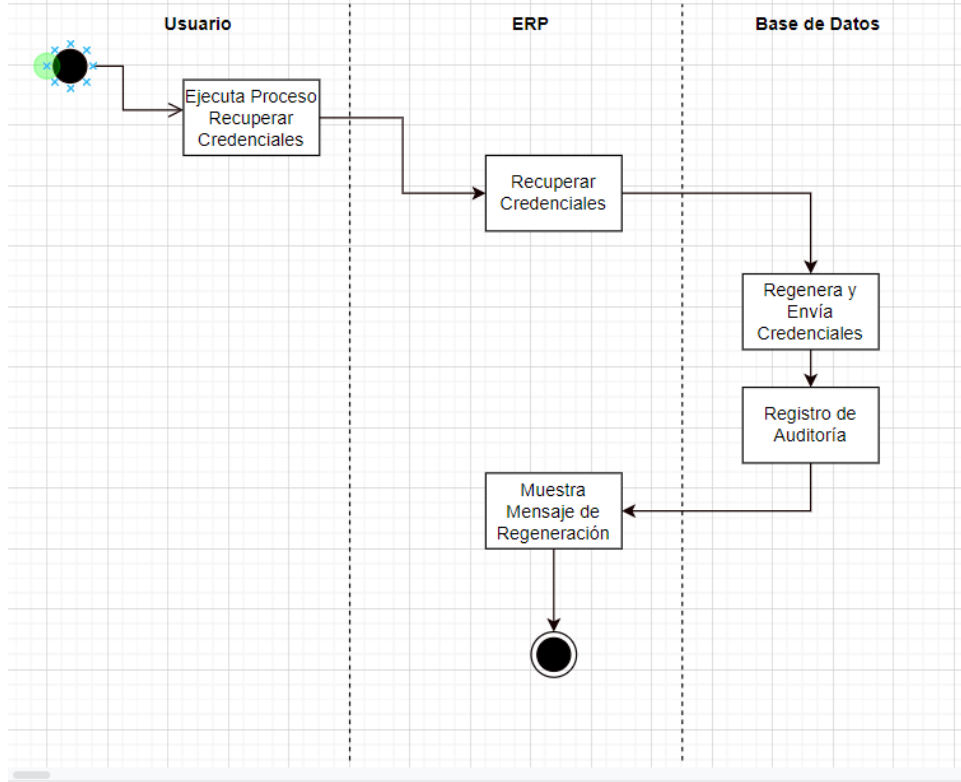 Usuario
ERP
Base de Datos
Ejecuta Proceso
Recuperar
Credenciales
Recuperar
Credenciales
Regenera y
Envía
Credenciales
Registro de
Auditoría
Muestra
Mensaje de
Regeneración